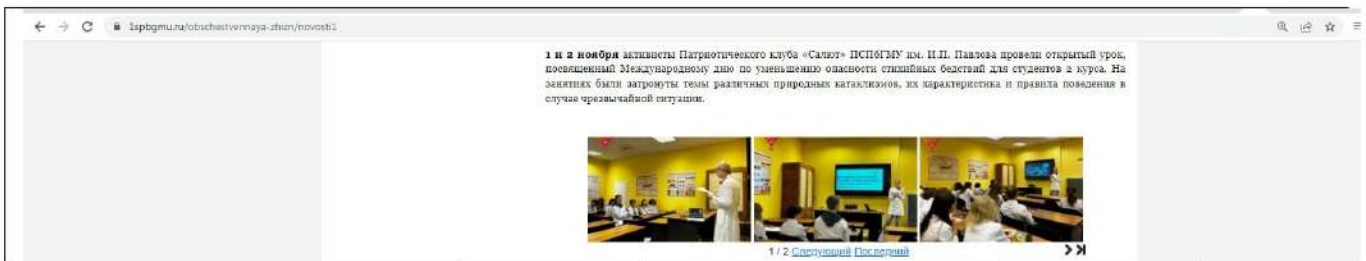 1spbgmu.ru/obschestvennaya-zhizn/novosti1
1 и 2 ноября активисты Патриотического клуба «Салют» ПСПбГМУ им. И.П. Павлова провели открытый урок,
посвященный Международному дню по уменьшению опасности стихийных бедствий для студентов 2 курса. На
занятиях были затронуты темы различных природных катаклизмов, их характеристика и правила поведения в
случае чрезвычайной ситуации.
1 / 2 Следующий Последний